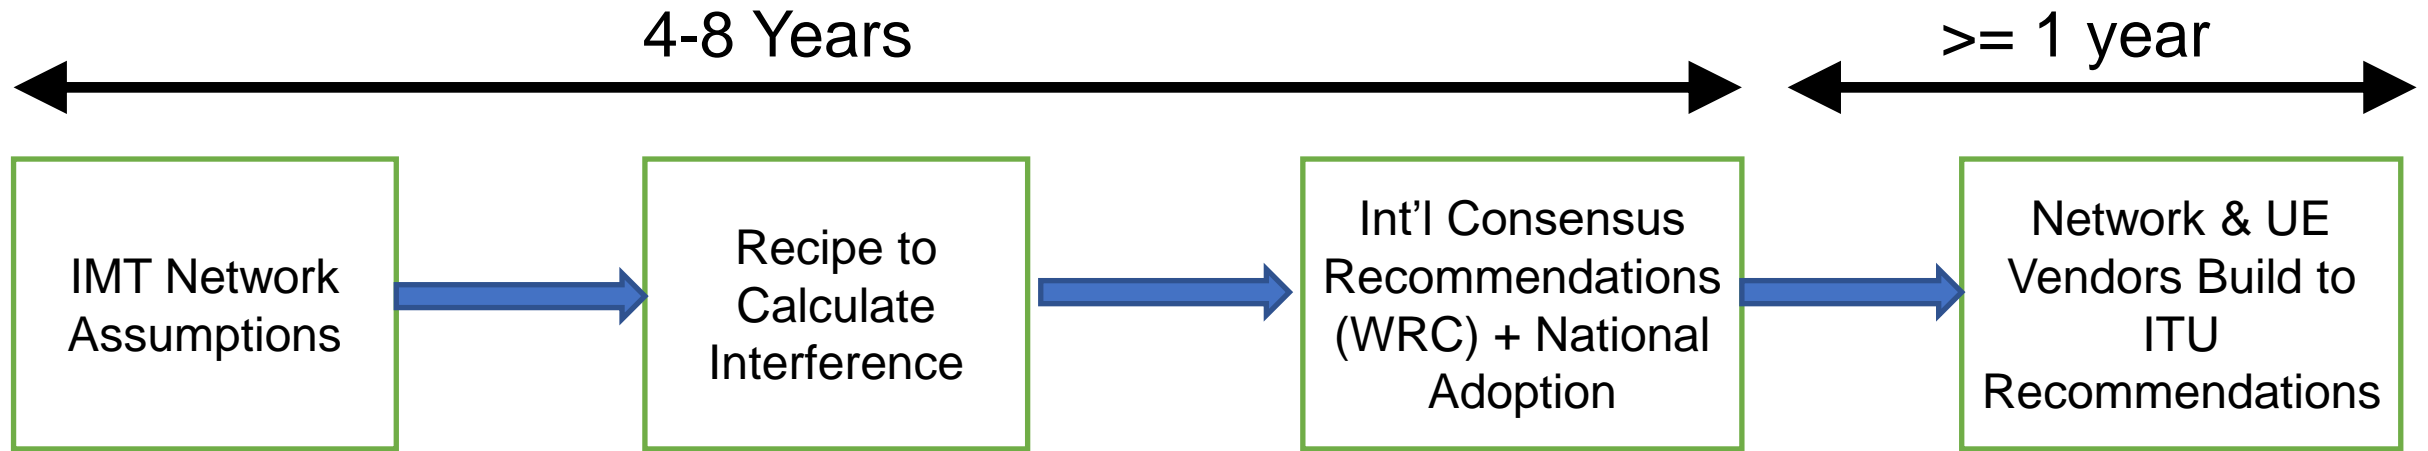 4-8 Years
>= 1 year
IMT Network
Assumptions
Recipe to
Calculate
Interference
Int’l Consensus
Recommendations
(WRC) + National
Adoption
Network & UE
Vendors Build to
ITU
Recommendations